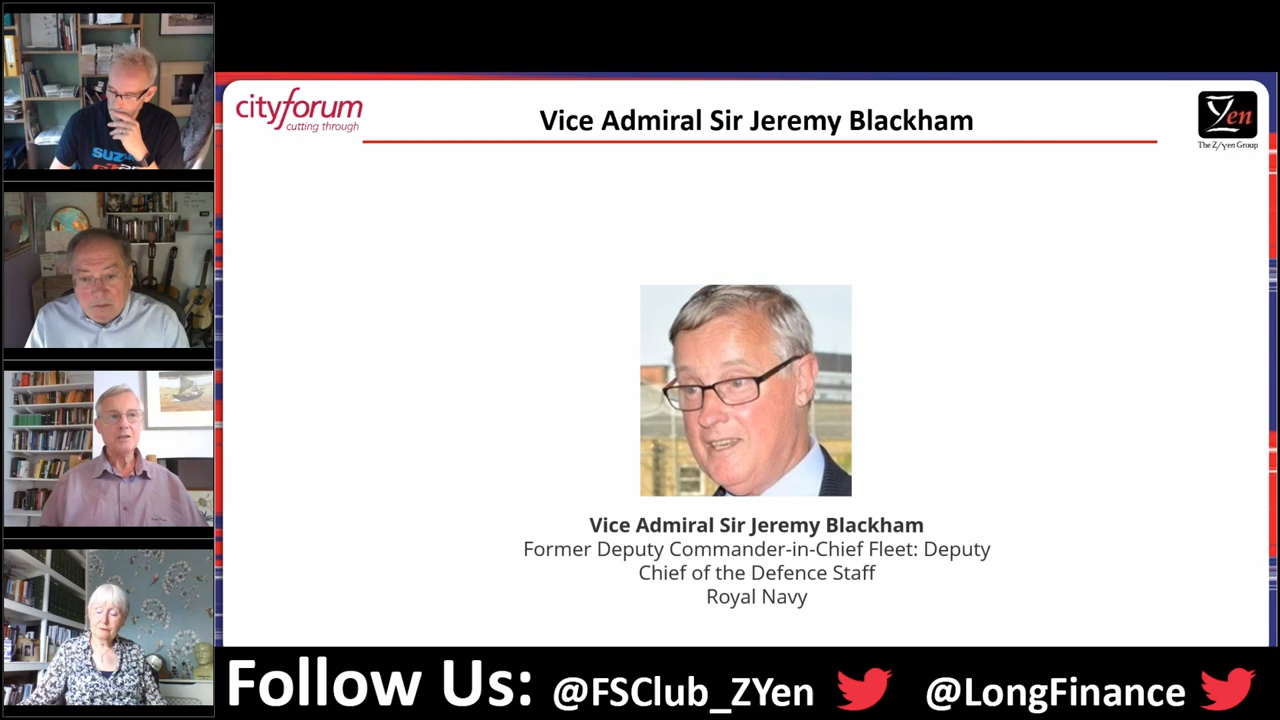 cityforum
cutting through
Vice Admiral Sir Jeremy Blackham
Zen
The Z/Yen Group
Vice Admiral Sir Jeremy Blackham
Former Deputy Commander-in-Chief Fleet: Deputy
Chief of the Defence Staff
Royal Navy
Follow Us: @FSClub_ZYen @LongFinance